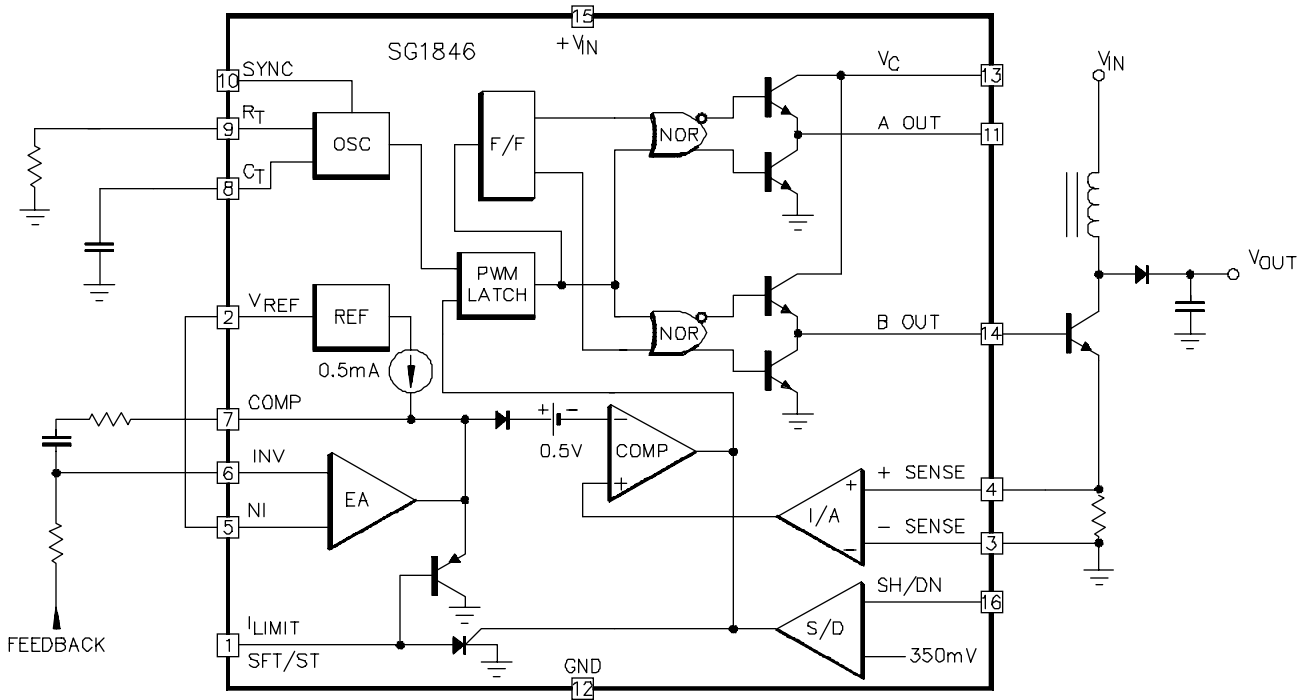 15
+VIN
SG1846
10 SYNC
VC
13
VIN
RT
9
OSC
F/F
NOR
A OUT
11
CT
8
PWM
LATCH
VOUT
VREF
2
REF
NOR
B OUT
14
0.5mA
7 COMP
+ -
0.5V
-
COMP
+
6 INV
EA
+ SENSE
4
+
I/A
5 NI
- SENSE
3
-
SH/DN
16
S/D
350mV
FEEDBACK
1
ILIMIT
SFT/ST
GND
12